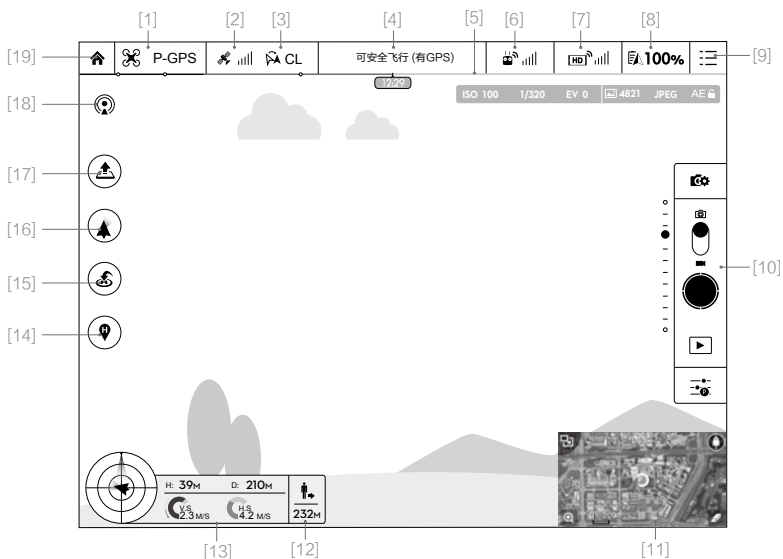 [1] [2] [3] [4] [5] [6] [7] [8]
[19] P-GPS CL 可安全飞行 (有GPS) HD 100% [9]
12:29
[18] ISO 100 1/320 EV 0 4821 JPEG AE
[17]
[16]
[15] [10]
[14] H
P
H: 39M D: 210M
V.S 2.3 M/S H.S 4.2 M/S 232M
[13] [12] [11]